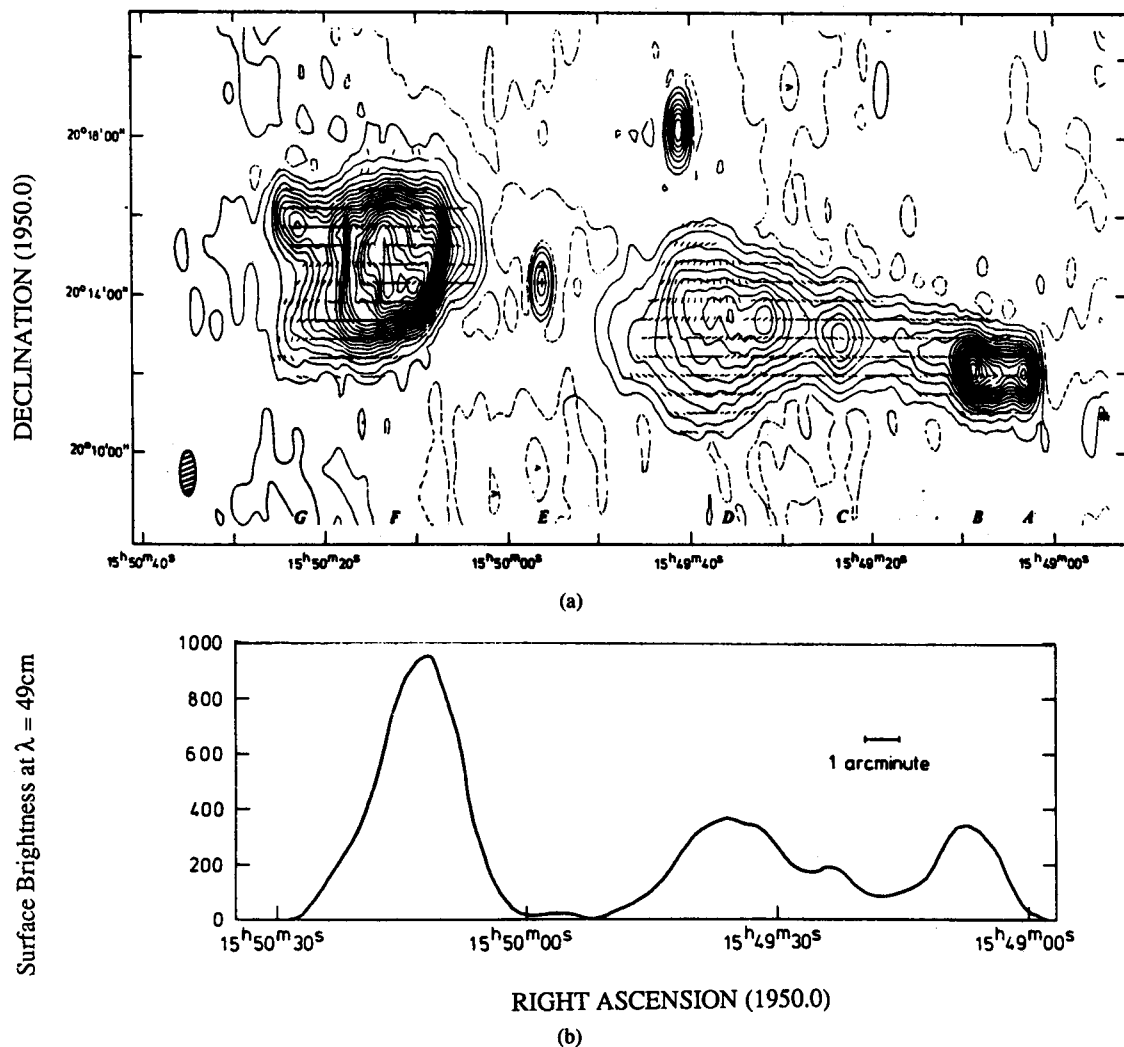 DECLINATION (1950.0)
20°18'00"
20°14'00"
20°10'00"
G F E D C B A
15ʰ50ᵐ40ˢ 15ʰ50ᵐ20ˢ 15ʰ50ᵐ00ˢ 15ʰ49ᵐ40ˢ 15ʰ49ᵐ20ˢ 15ʰ49ᵐ00ˢ
(a)
Surface Brightness at λ = 49cm
1000
800
600
400
200
0
1 arcminute
15ʰ50ᵐ30ˢ 15ʰ50ᵐ00ˢ 15ʰ49ᵐ30ˢ 15ʰ49ᵐ00ˢ
RIGHT ASCENSION (1950.0)
(b)